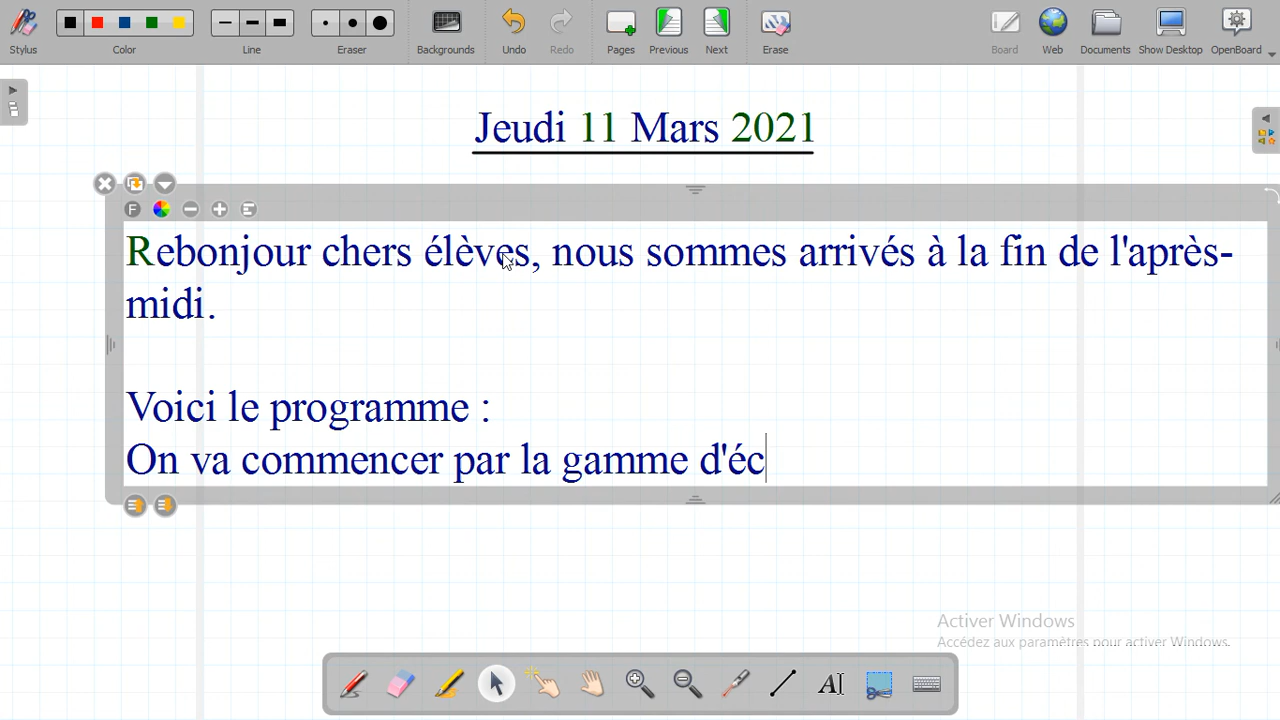 Stylus
Color
Line
Eraser
Backgrounds
Undo
Redo
Pages
Previous
Next
Erase
Board
Web
Documents
Show Desktop
OpenBoard
Jeudi 11 Mars 2021
F
Rebonjour chers élèves, nous sommes arrivés à la fin de l'après-
midi.
Voici le programme :
On va commencer par la gamme d'éc
Activer Windows
Accédez aux paramètres pour activer Windows.
AI